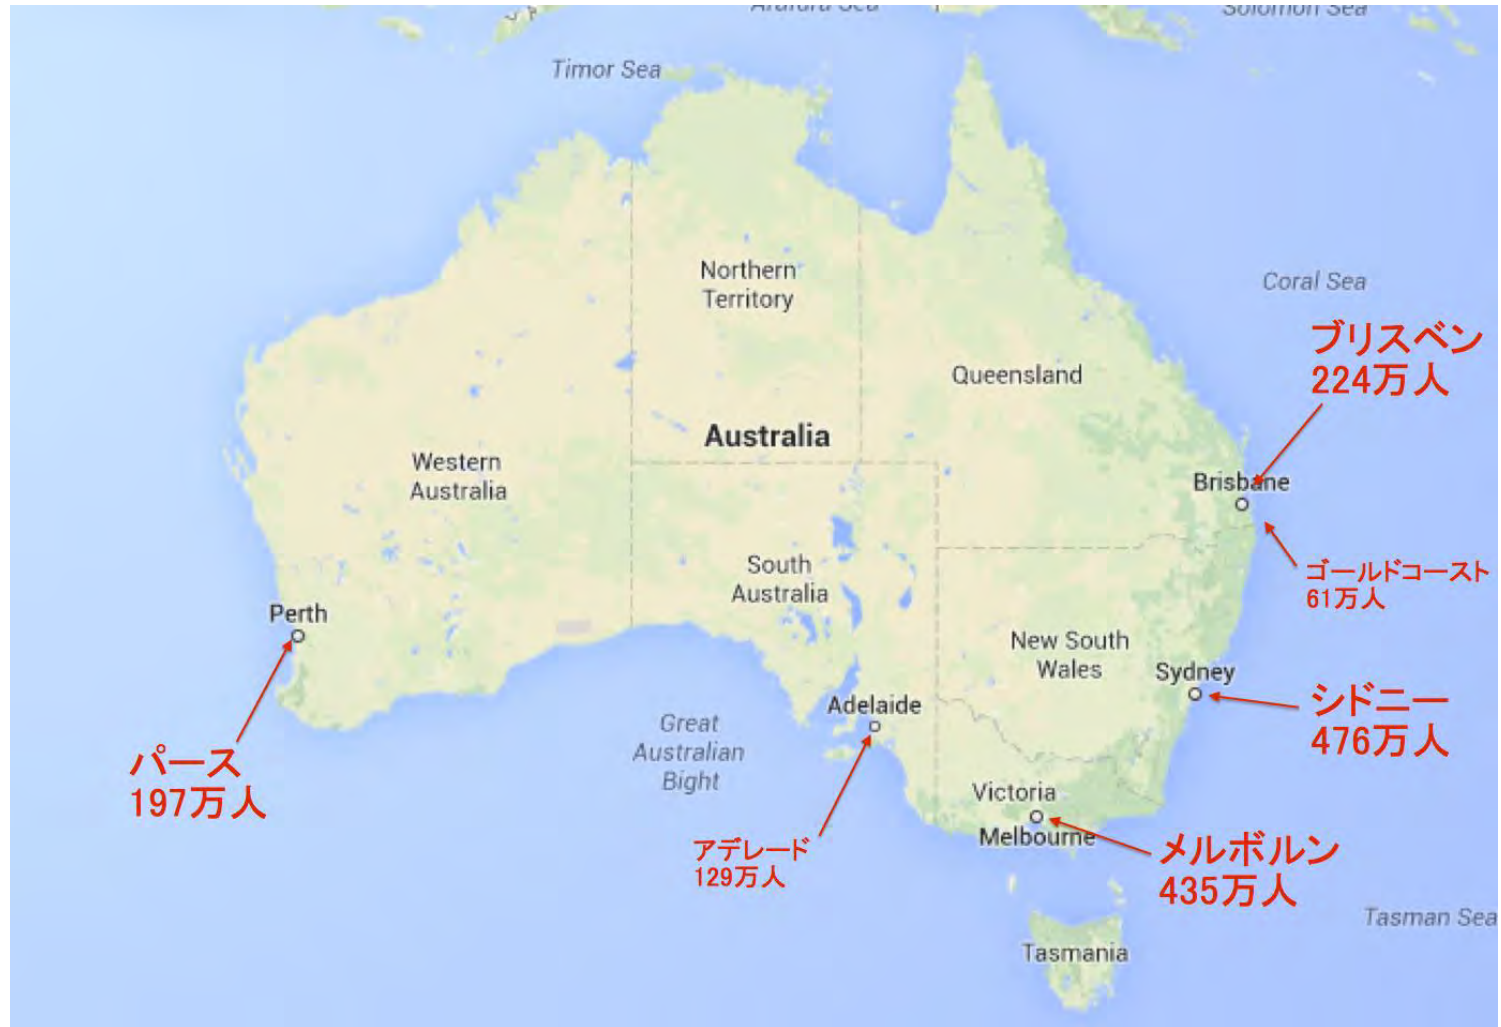 Arafura Sea
Solomon Sea
Timor Sea
Northern
Territory
Coral Sea
ブリスベン
224万人
Queensland
Australia
Western
Australia
Brisbane
South
Australia
ゴールドコースト
61万人
Perth
New South
Wales
Sydney
シドニー
476万人
Adelaide
Great
Australian
Bight
パース
197万人
Victoria
Melbourne
アデレード
129万人
メルボルン
435万人
Tasman Sea
Tasmania